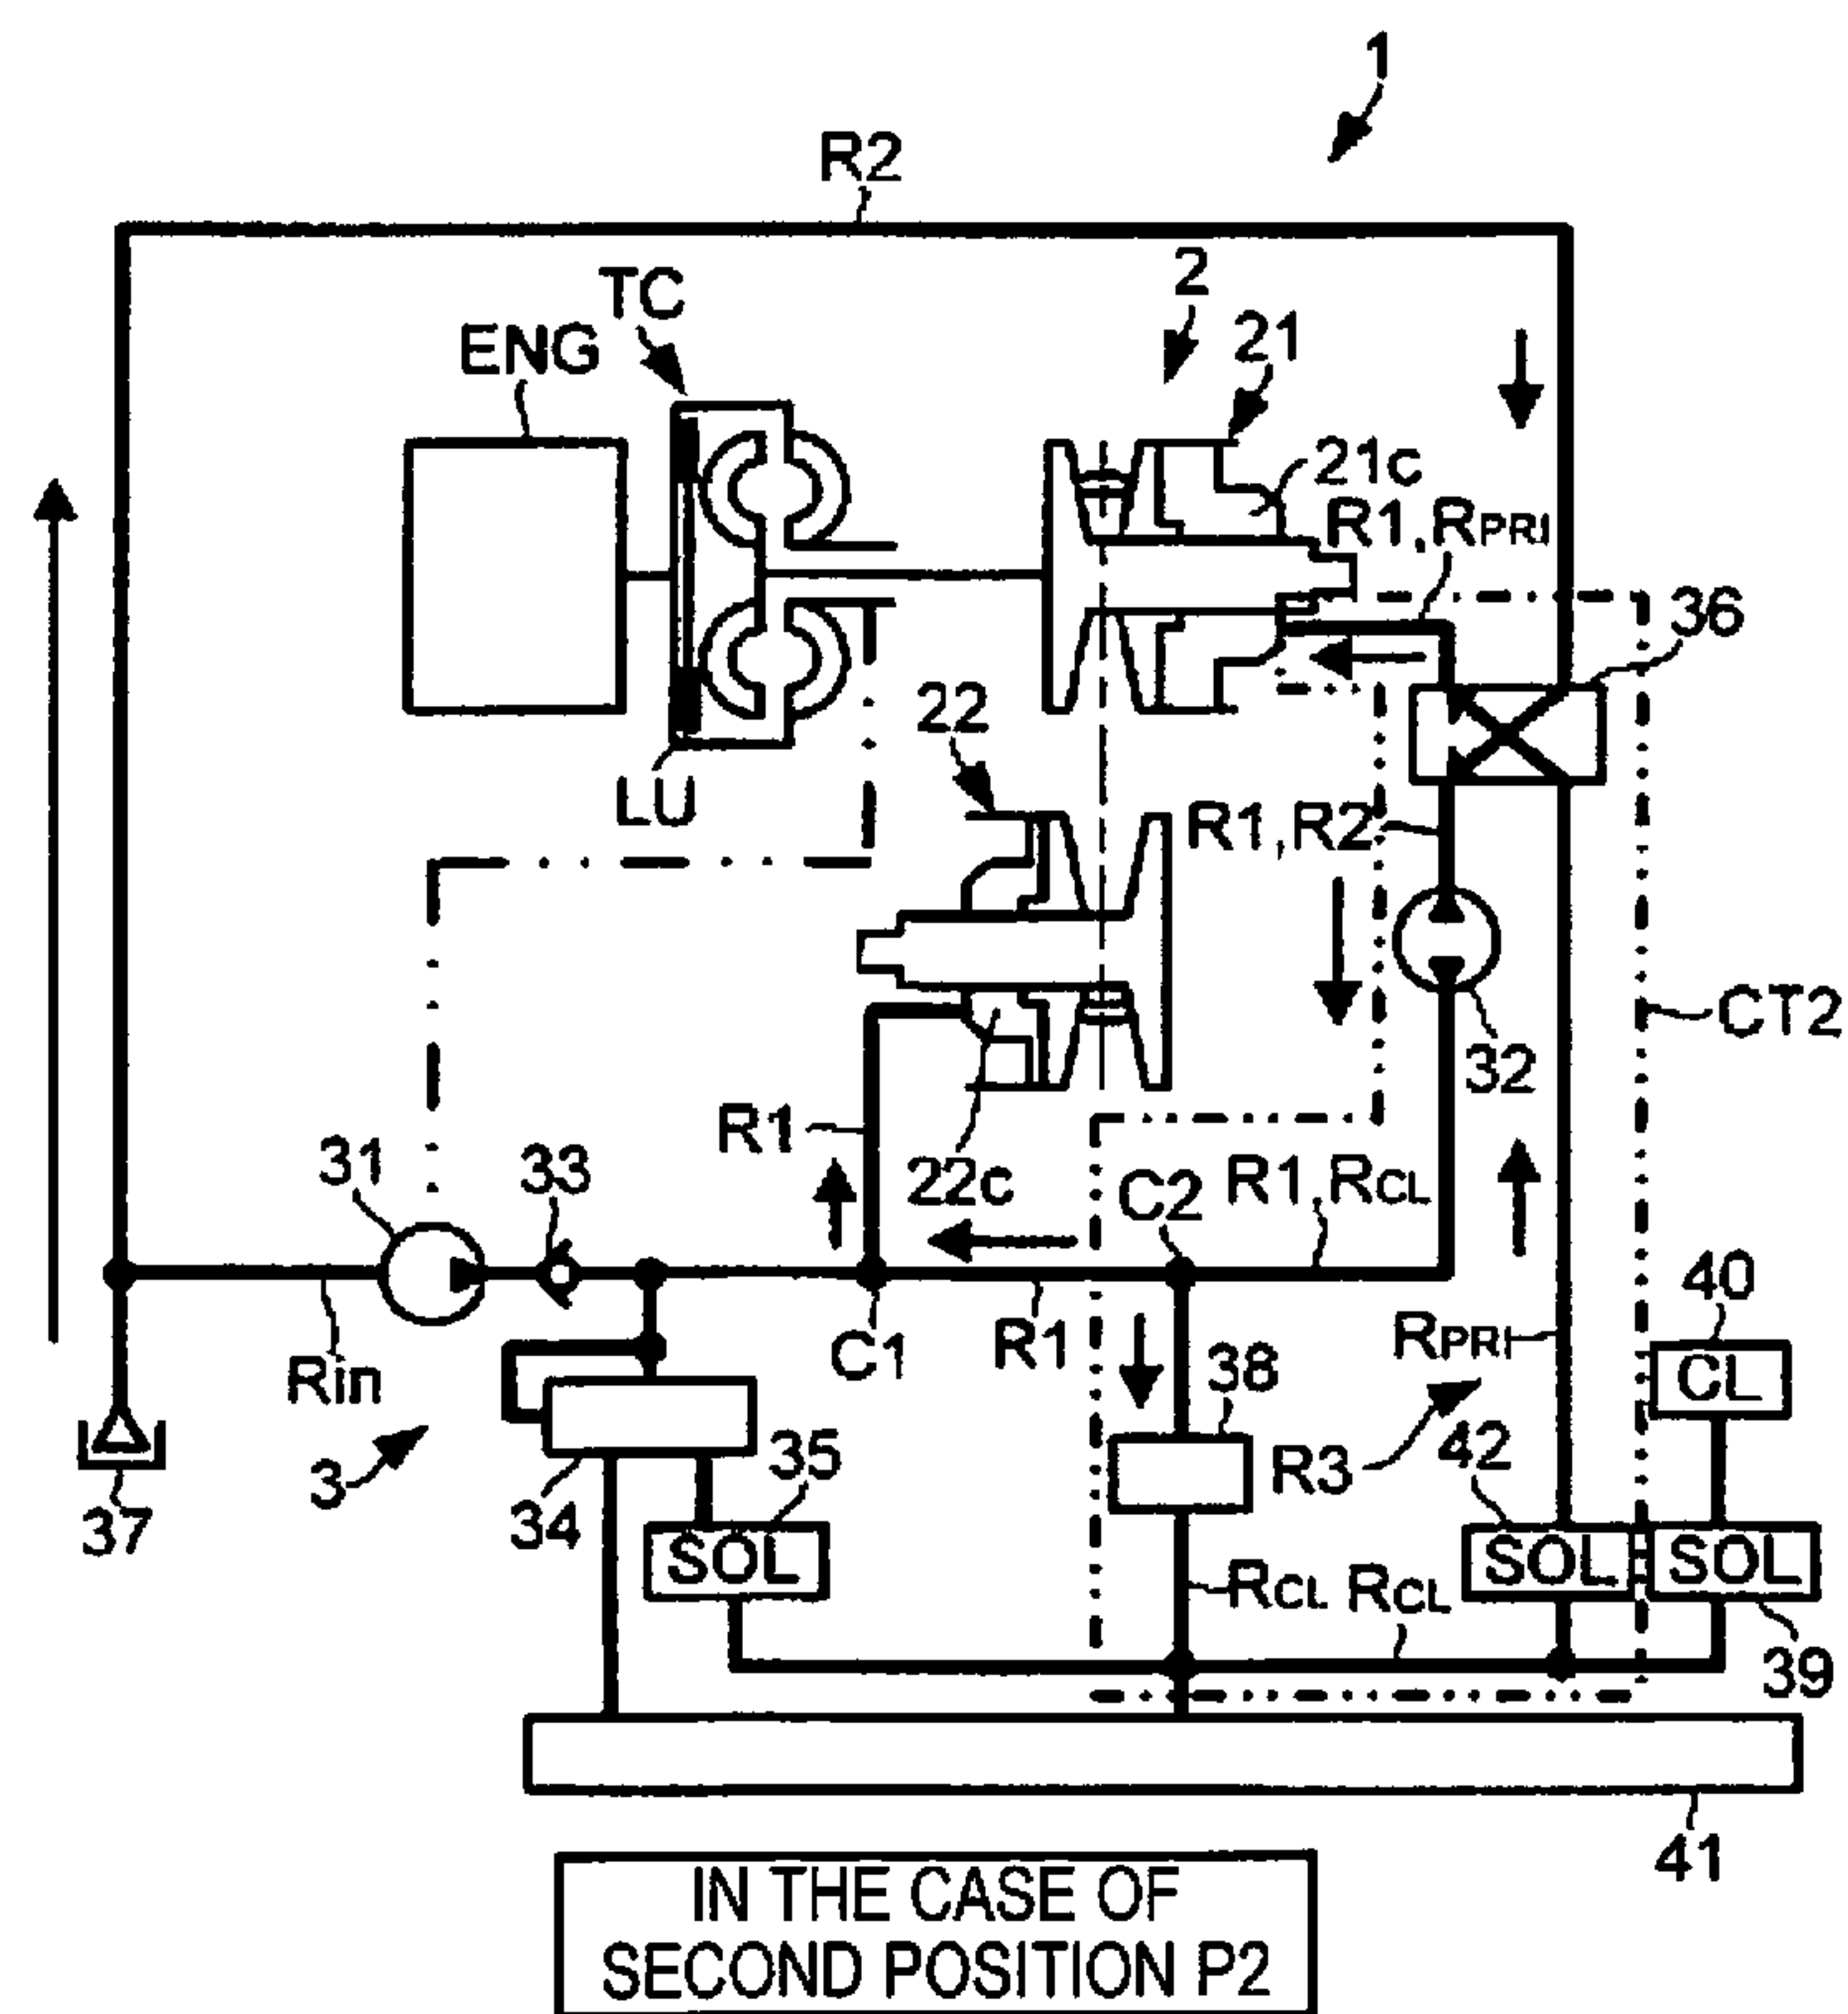 1
R2
TC
2
ENG
21
21c
R1,RPRI
36
22
LU
R1,R2
CT2
32
R1
31
33
22c
C2
R1,RCL
40
Rin
C1
R1
RPRI
CL
38
3
35
R3
42
37
34
SOL
RCL
RCL
SOL
SOL
39
41
IN THE CASE OF
SECOND POSITION P2